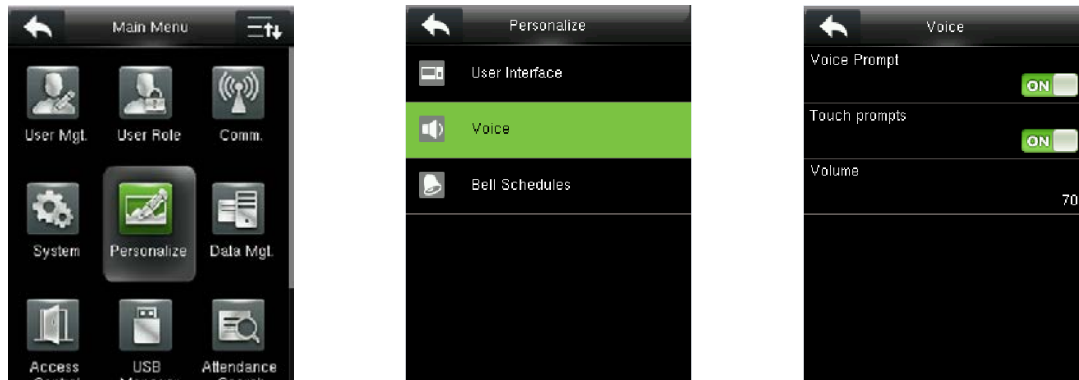 Main Menu
User Mgt.
User Role
Comm.
System
Personalize
Data Mgt.
Access
USB
Attendance
Personalize
User Interface
Voice
Bell Schedules
Voice
Voice Prompt
ON
Touch prompts
ON
Volume
70